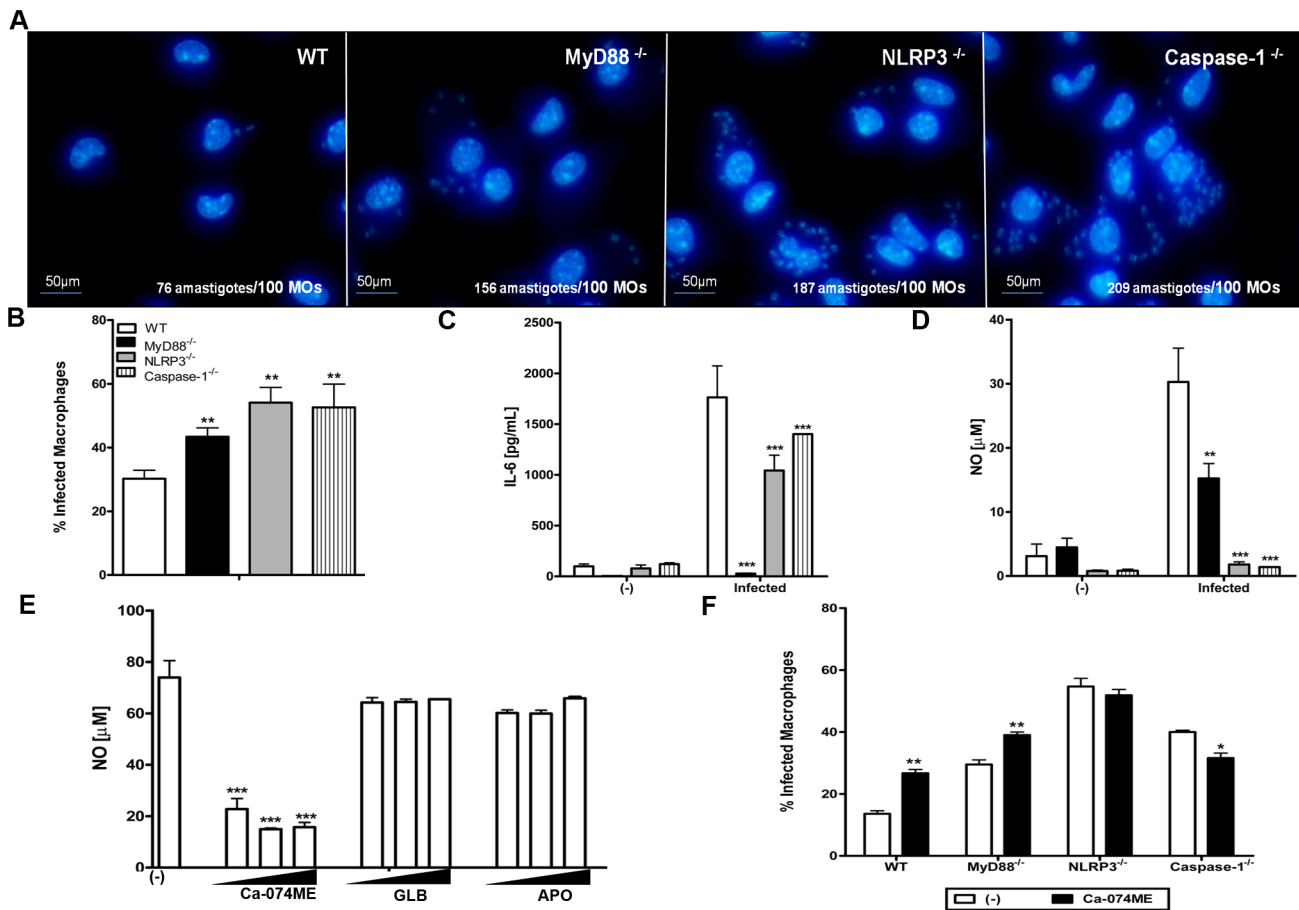 A
WT
MyD88 -/-
NLRP3 -/-
Caspase-1 -/-
50µm
76 amastigotes/100 MOs
50µm
156 amastigotes/100 MOs
50µm
187 amastigotes/100 MOs
50µm
209 amastigotes/100 MOs
B
% Infected Macrophages
80
60
40
20
0
WT
MyD88-/-
NLRP3-/-
Caspase-1-/-
**
**
**
C
IL-6 [pg/mL]
2500
2000
1500
1000
500
0
***
***
***
(-)
Infected
D
NO [µM]
40
30
20
10
0
**
***
***
(-)
Infected
E
NO [µM]
100
80
60
40
20
0
***
***
***
(-)
Ca-074ME
GLB
APO
F
% Infected Macrophages
80
60
40
20
0
**
**
*
WT
MyD88-/-
NLRP3-/-
Caspase-1-/-
(-)
Ca-074ME